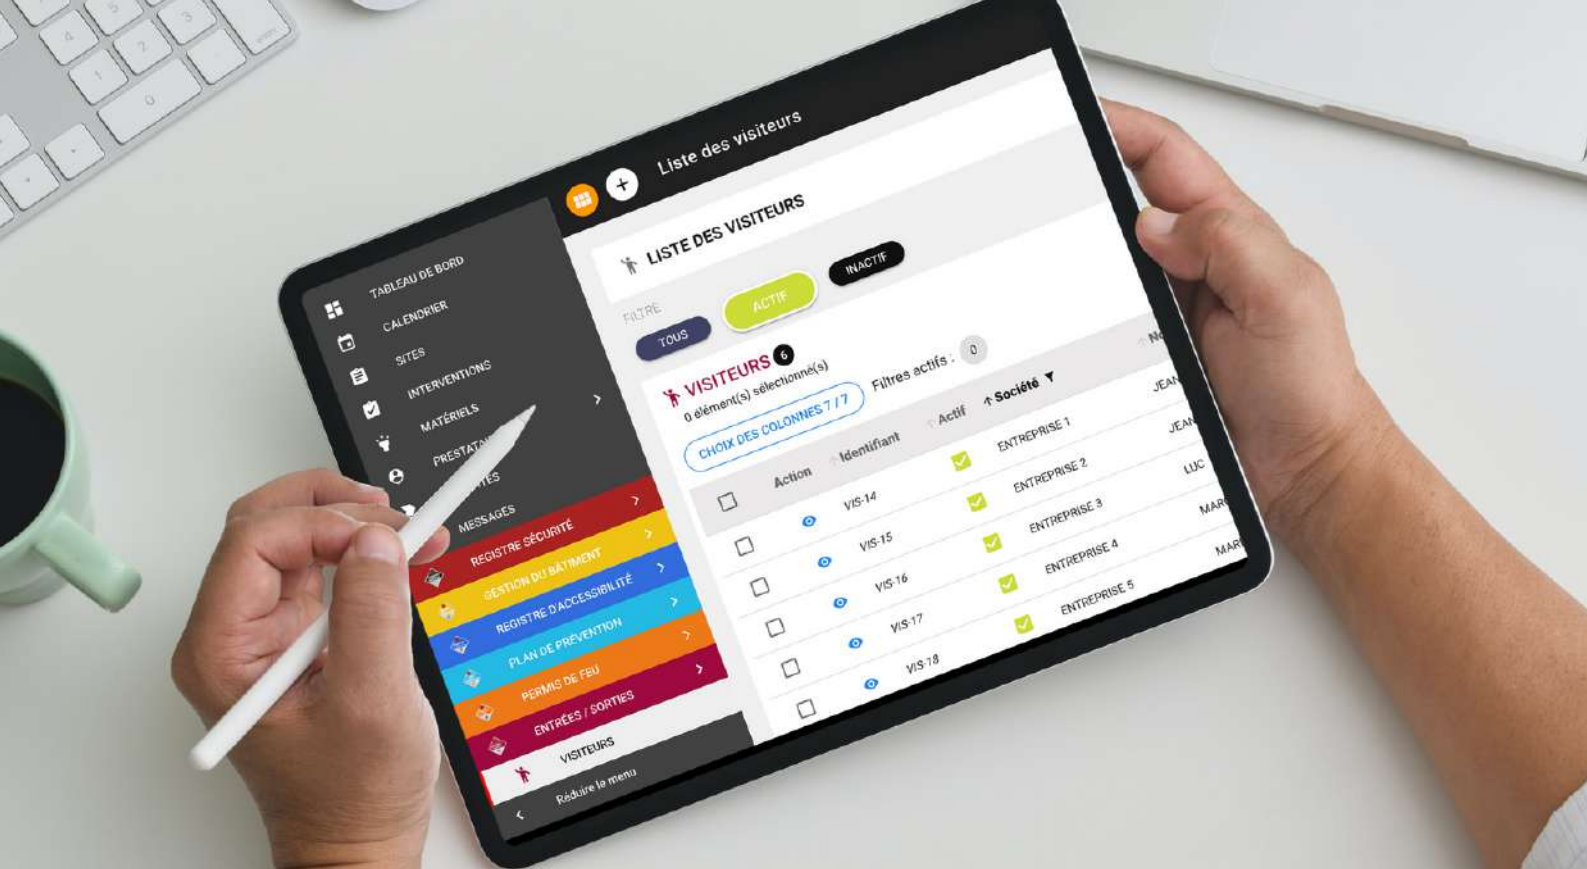 Liste des visiteurs
TABLEAU DE BORD
CALENDRIER
SITES
INTERVENTIONS
MATÉRIELS
MESSAGES
REGISTRE SÉCURITÉ
GESTION DU BÂTIMENT
REGISTRE D'ACCESSIBILITÉ
PLAN DE PRÉVENTION
PERMIS DE FEU
ENTRÉES / SORTIES
VISITEURS
Réduire le menu
LISTE DES VISITEURS
FILTRE
TOUS
ACTIF
INACTIF
VISITEURS 6
0 élément(s) sélectionné(s)
CHOIX DES COLONNES 7 / 7
Filtres actifs : 0
Action Identifiant Actif Société
VIS-14 ENTREPRISE 1 JEAN
VIS-15 ENTREPRISE 2 JEAN
VIS-16 ENTREPRISE 3 LUC
VIS-17 ENTREPRISE 4
VIS-18 ENTREPRISE 5